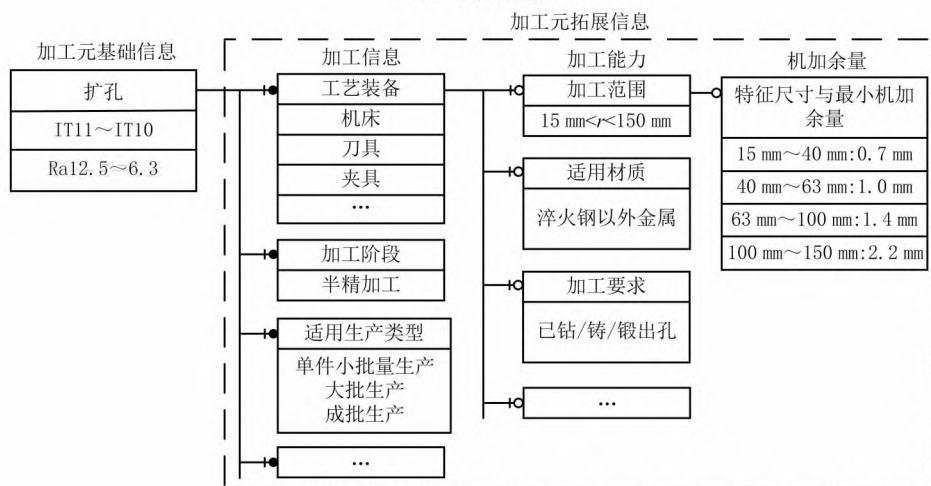 加工元拓展信息
加工元基础信息
扩孔
IT11～IT10
Ra12.5～6.3
加工信息
工艺装备
机床
刀具
夹具
…
加工阶段
半精加工
适用生产类型
单件小批量生产
大批生产
成批生产
…
加工能力
加工范围
15 mm<r<150 mm
适用材质
淬火钢以外金属
加工要求
已钻/铸/锻出孔
…
机加余量
特征尺寸与最小机加
余量
15 mm～40 mm:0.7 mm
40 mm～63 mm:1.0 mm
63 mm～100 mm:1.4 mm
100 mm～150 mm:2.2 mm